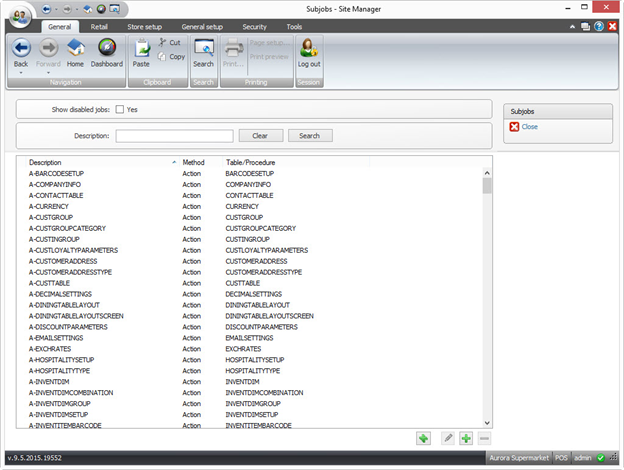 Subjobs - Site Manager
General Retail Store setup General setup Security Tools
Back Forward Home Dashboard Paste Cut Copy Search Print... Page setup... Print preview Log out
Navigation Clipboard Search Printing Session
Show disabled jobs: Yes
Description: Clear Search
Subjobs
Close
Description Method Table/Procedure
A-BARCODESETUP Action BARCODESETUP
A-COMPANYINFO Action COMPANYINFO
A-CONTACTTABLE Action CONTACTTABLE
A-CURRENCY Action CURRENCY
A-CUSTGROUP Action CUSTGROUP
A-CUSTGROUPCATEGORY Action CUSTGROUPCATEGORY
A-CUSTINGROUP Action CUSTINGROUP
A-CUSTLOYALTYPARAMETERS Action CUSTLOYALTYPARAMETERS
A-CUSTOMERADDRESS Action CUSTOMERADDRESS
A-CUSTOMERADDRESSTYPE Action CUSTOMERADDRESSTYPE
A-CUSTTABLE Action CUSTTABLE
A-DECIMALSETTINGS Action DECIMALSETTINGS
A-DININGTABLELAYOUT Action DININGTABLELAYOUT
A-DININGTABLELAYOUTSCREEN Action DININGTABLELAYOUTSCREEN
A-DISCOUNTPARAMETERS Action DISCOUNTPARAMETERS
A-EMAILSETTINGS Action EMAILSETTINGS
A-EXCHRATES Action EXCHRATES
A-HOSPITALITYSETUP Action HOSPITALITYSETUP
A-HOSPITALITYTYPE Action HOSPITALITYTYPE
A-INVENTDIM Action INVENTDIM
A-INVENTDIMCOMBINATION Action INVENTDIMCOMBINATION
A-INVENTDIMGROUP Action INVENTDIMGROUP
A-INVENTDIMSETUP Action INVENTDIMSETUP
A-INVENTITEMBARCODE Action INVENTITEMBARCODE
v.9.5.2015.19552 Aurora Supermarket POS admin